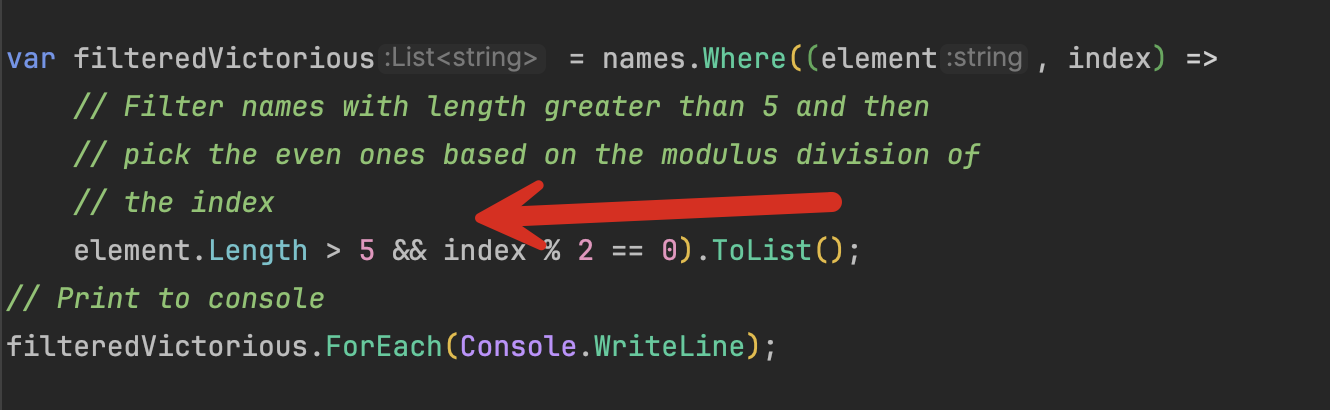 var filteredVictorious :List<string> = names.Where((element :string , index) =>
// Filter names with length greater than 5 and then
// pick the even ones based on the modulus division of
// the index
element.Length > 5 && index % 2 == 0).ToList();
// Print to console
filteredVictorious.ForEach(Console.WriteLine);